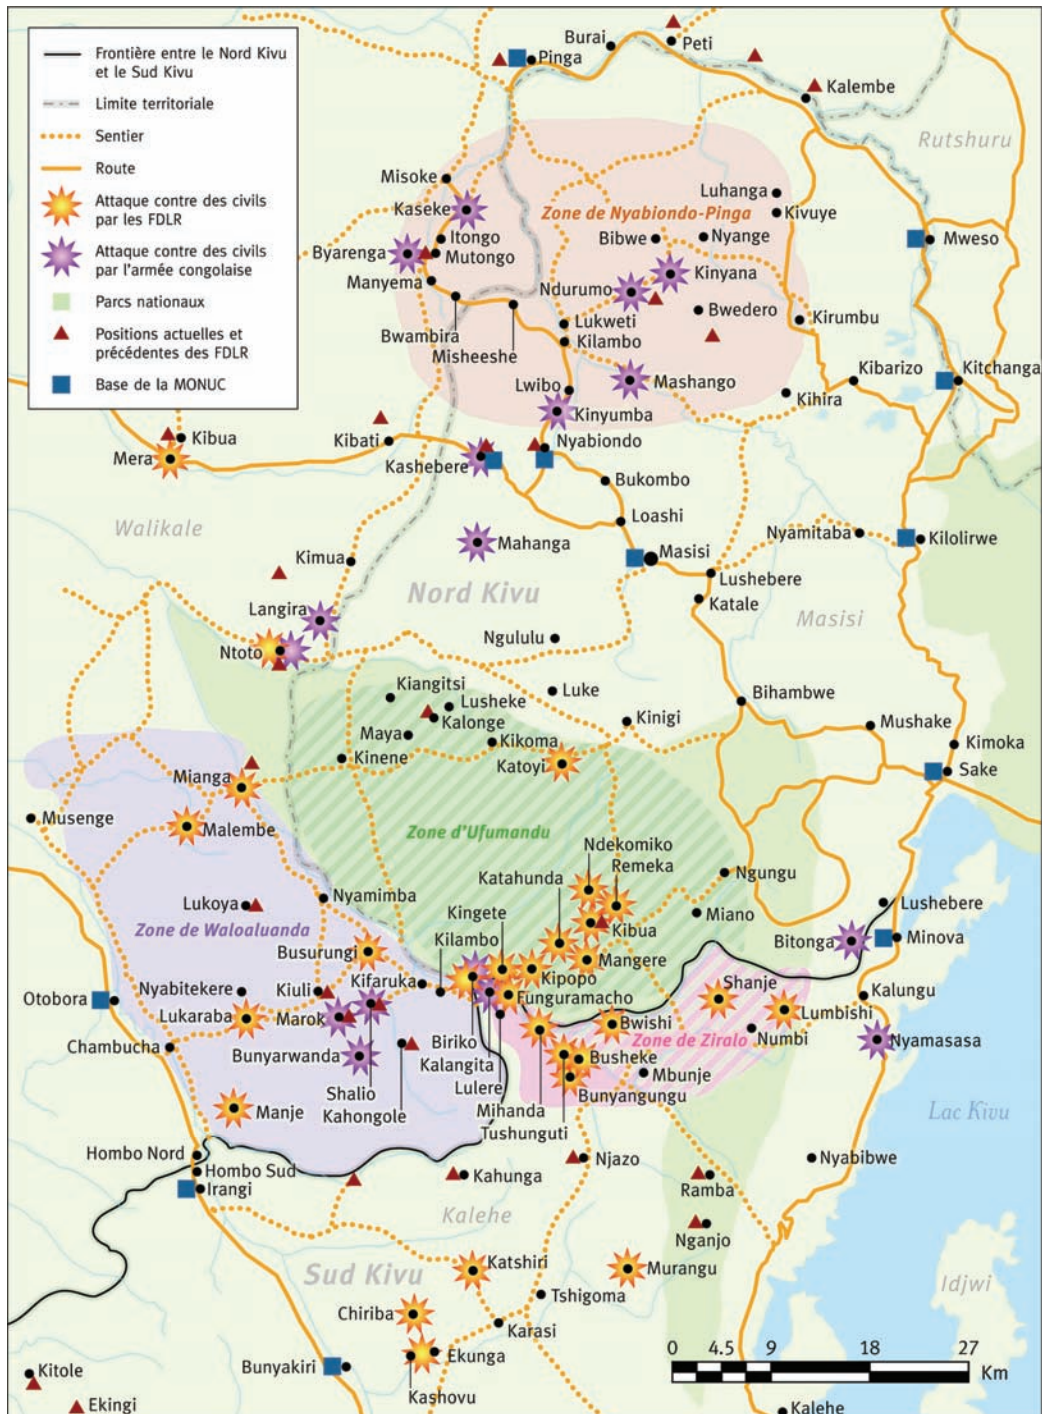 Frontière entre le Nord Kivu
et le Sud Kivu
Limite territoriale
Sentier
Route
Attaque contre des civils
par les FDLR
Attaque contre des civils
par l'armée congolaise
Parcs nationaux
Positions actuelles et
précédentes des FDLR
Base de la MONUC
Burai
Peti
Pinga
Kalembe
Rutshuru
Misoke
Luhanga
Kaseke
Zone de Nyabiondo-Pinga
Kivuye
Itongo
Bibwe
Nyange
Mweso
Byarenga
Mutongo
Kinyana
Manyema
Ndurumo
Bwedero
Kirumbu
Bwambira
Lukweti
Misheeshe
Kilambo
Kibarizo
Kitchanga
Lwibo
Mashango
Kihira
Kinyumba
Kibua
Kibati
Nyabiondo
Mera
Kashebere
Bukombo
Walikale
Loashi
Nyamitaba
Kilolirwe
Mahanga
Kimua
Masisi
Lushebere
Nord Kivu
Katale
Langira
Masisi
Ngululu
Ntoto
Kiangitsi
Luke
Bihambwe
Lusheke
Kalonge
Kinigi
Mushake
Maya
Kikoma
Kimoka
Kinene
Katoyi
Sake
Mianga
Musenge
Malembe
Zone d'Ufumandu
Ndekomiko
Remeka
Katahunda
Ngungu
Nyamimba
Kingete
Lukoya
Miano
Lushebere
Zone de Waloaluanda
Kilambo
Kibua
Bitonga
Minova
Busurungi
Mangere
Kifaruka
Kipopo
Nyabitekere
Kiuli
Funguramacho
Shanje
Kalungu
Otobora
Lukaraba
Marok
Bwishi
Lumbishi
Chambucha
Biriko
Zone de Ziralo
Numbi
Nyamasasa
Bunyarwanda
Kalangita
Busheke
Mbunje
Shalio
Lulere
Bunyangungu
Manje
Kahongole
Mihanda
Lac Kivu
Tushunguti
Hombo Nord
Njazo
Nyabibwe
Hombo Sud
Kahunga
Ramba
Irangi
Kalehe
Nganjo
Sud Kivu
Katshiri
Murangu
Idjwi
Tshigoma
Chiriba
Karasi
0 4.5 9 18 27
Km
Ekunga
Kitole
Bunyakiri
Kashovu
Ekingi
Kalehe